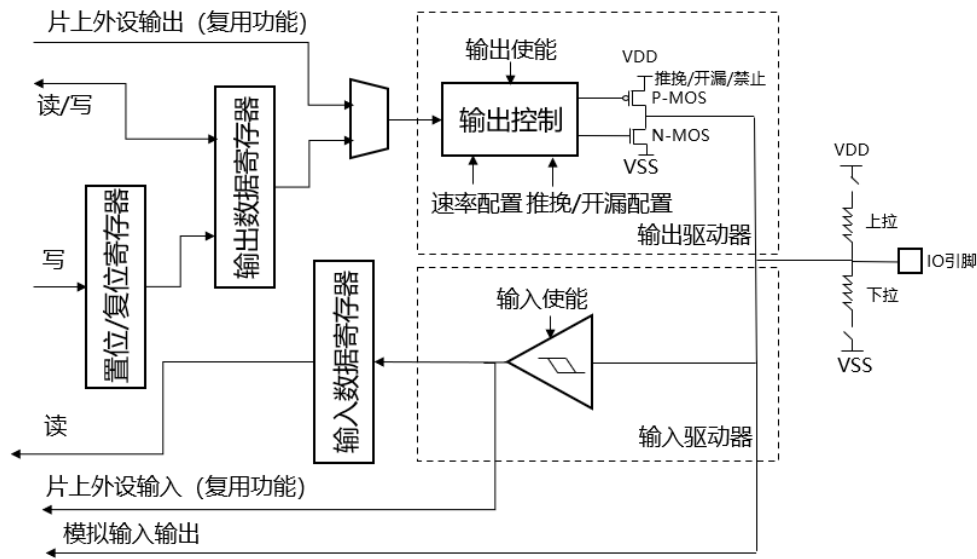 片上外设输出（复用功能）
读/写
输出数据寄存器
写
置位/复位寄存器
输出使能
输出控制
VDD
推挽/开漏/禁止
P-MOS
N-MOS
VSS
速率配置
推挽/开漏配置
输出驱动器
VDD
上拉
IO引脚
下拉
VSS
输入使能
输入数据寄存器
输入驱动器
读
片上外设输入（复用功能）
模拟输入输出